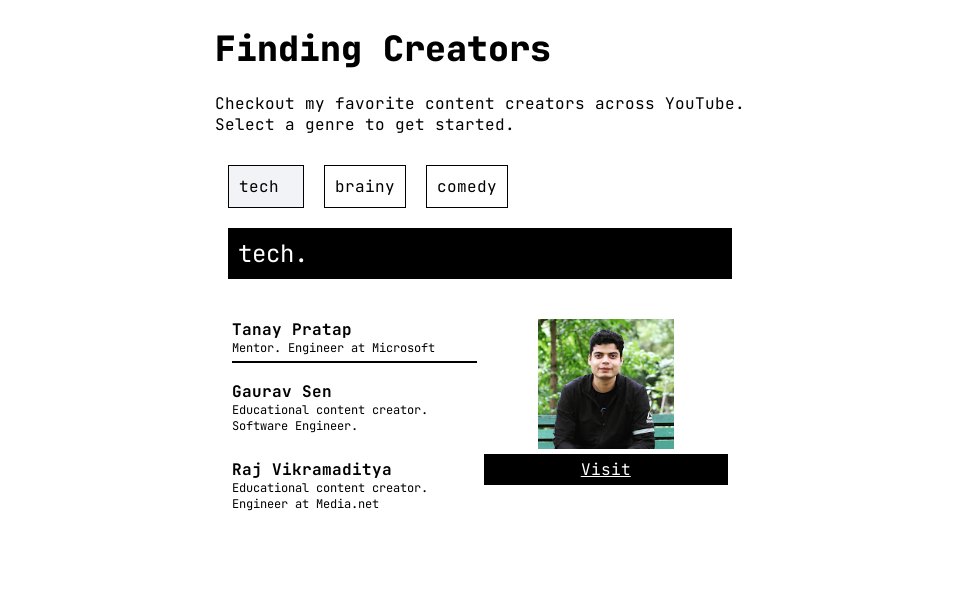 Finding Creators
Checkout my favorite content creators across YouTube.
Select a genre to get started.
tech
brainy
comedy
tech.
Tanay Pratap
Mentor. Engineer at Microsoft
Gaurav Sen
Educational content creator.
Software Engineer.
Raj Vikramaditya
Educational content creator.
Engineer at Media.net
Visit